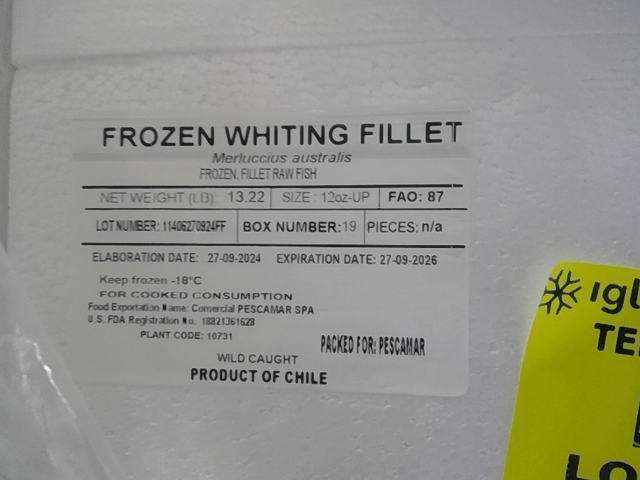 FROZEN WHITING FILLET
Merluccius australis
FROZEN, FILLET RAW FISH
NET WEIGHT (LB): 13.22 SIZE: 12oz-UP FAO: 87
LOT NUMBER: 11406270924FF BOX NUMBER:19 PIECES: n/a
ELABORATION DATE: 27-09-2024 EXPIRATION DATE: 27-09-2026
Keep frozen -18°C
FOR COOKED CONSUMPTION
Food Exportation Name: Comercial PESCAMAR SPA
U.S. FDA Registration No. 18821361628
PLANT CODE: 10731
PACKED FOR: PESCAMAR
WILD CAUGHT
PRODUCT OF CHILE